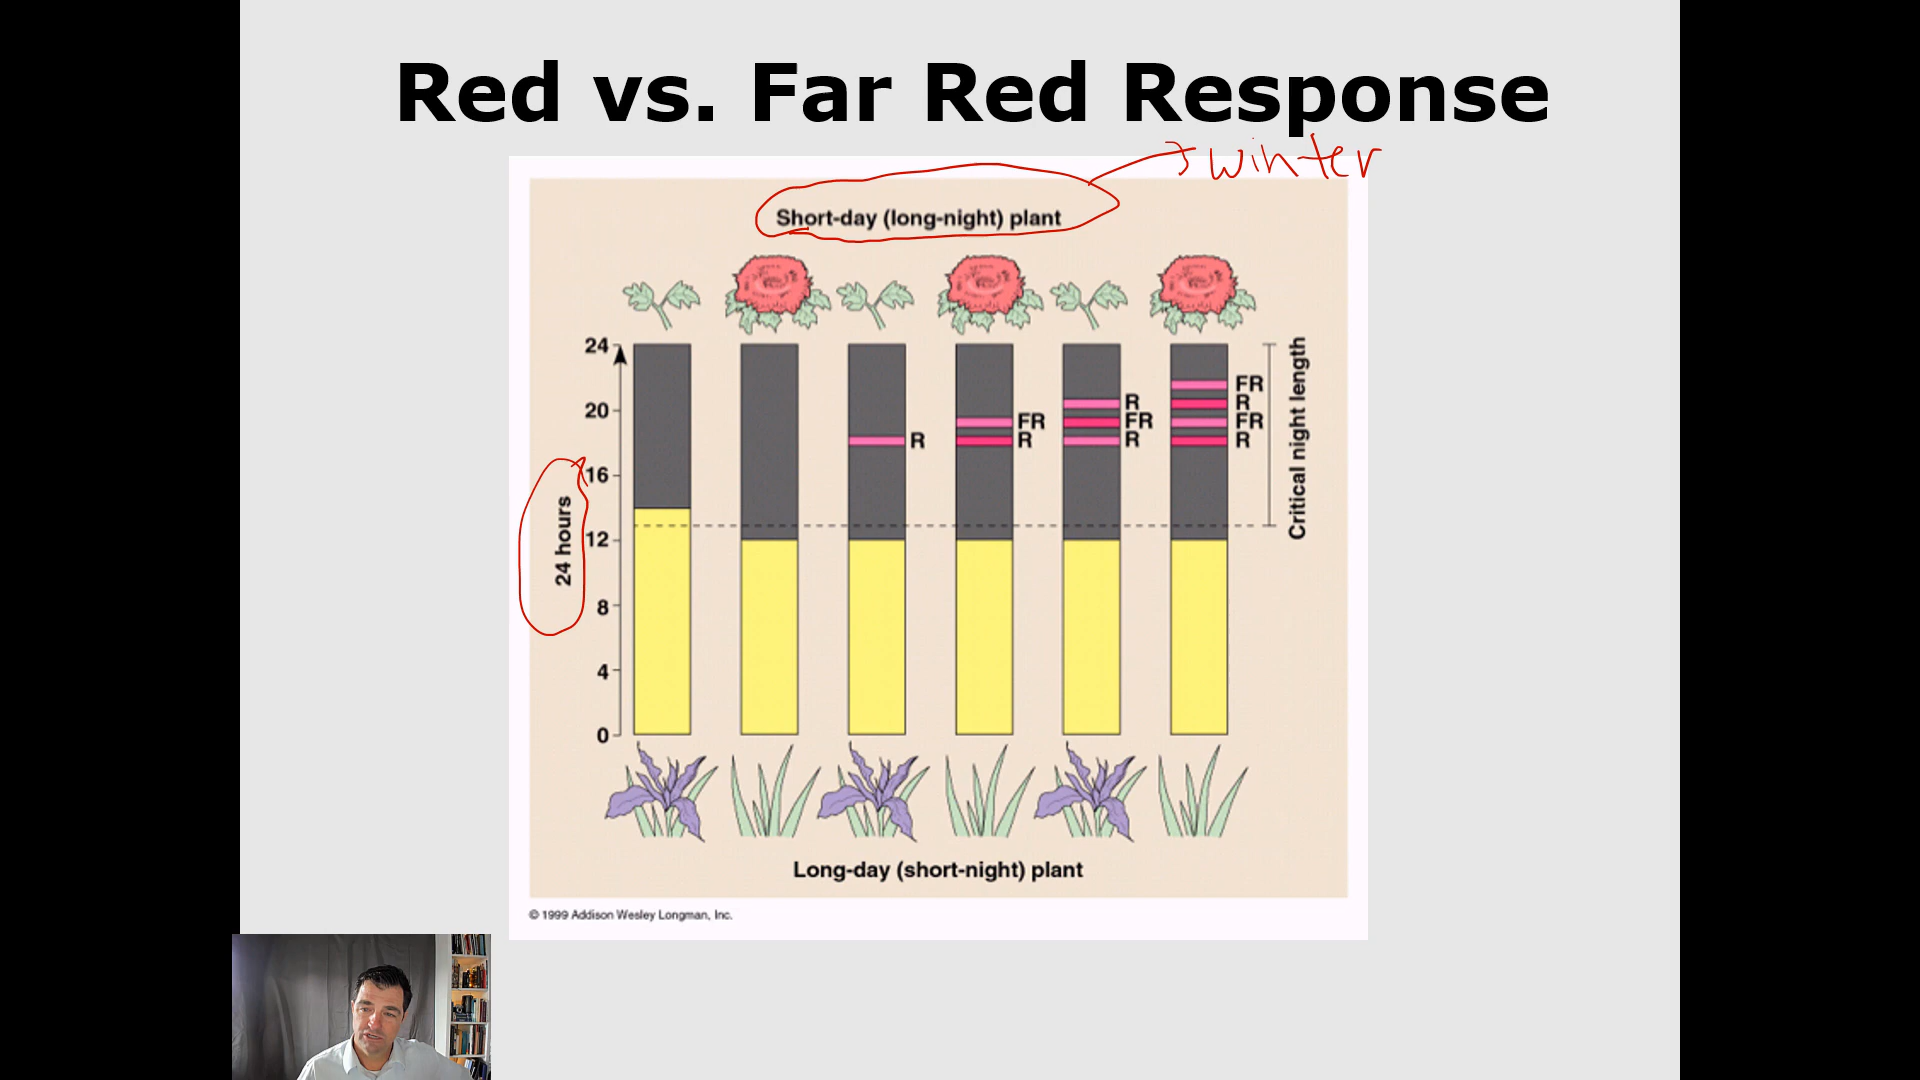 Red vs. Far Red Response
winter
Short-day (long-night) plant
24
20
16
12
8
4
0
24 hours
R
FR
R
R
FR
R
FR
R
FR
R
Critical night length
Long-day (short-night) plant
© 1999 Addison Wesley Longman, Inc.